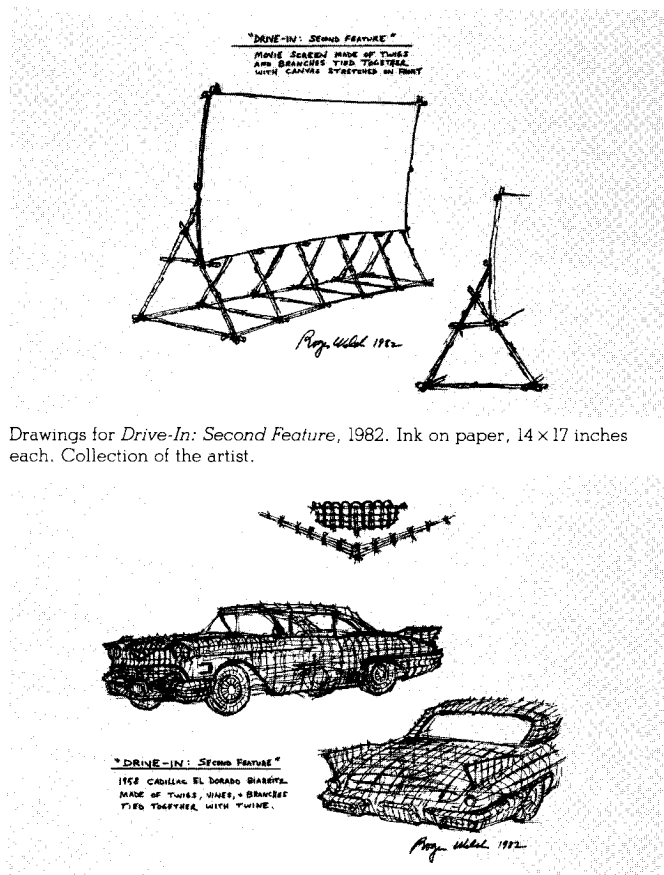 "DRIVE-IN: SECOND FEATURE"
MOVIE SCREEN MADE OF TWIGS
AND BRANCHES TIED TOGETHER
WITH CANVAS STRETCHED ON FRONT
Roger Welch 1982
Drawings for Drive-In: Second Feature, 1982. Ink on paper, 14 × 17 inches
each. Collection of the artist.
"DRIVE-IN: SECOND FEATURE"
1958 CADILLAC EL DORADO BIARRITZ
MADE OF TWIGS, VINES, + BRANCHES
TIED TOGETHER WITH TWINE.
Roger Welch 1982